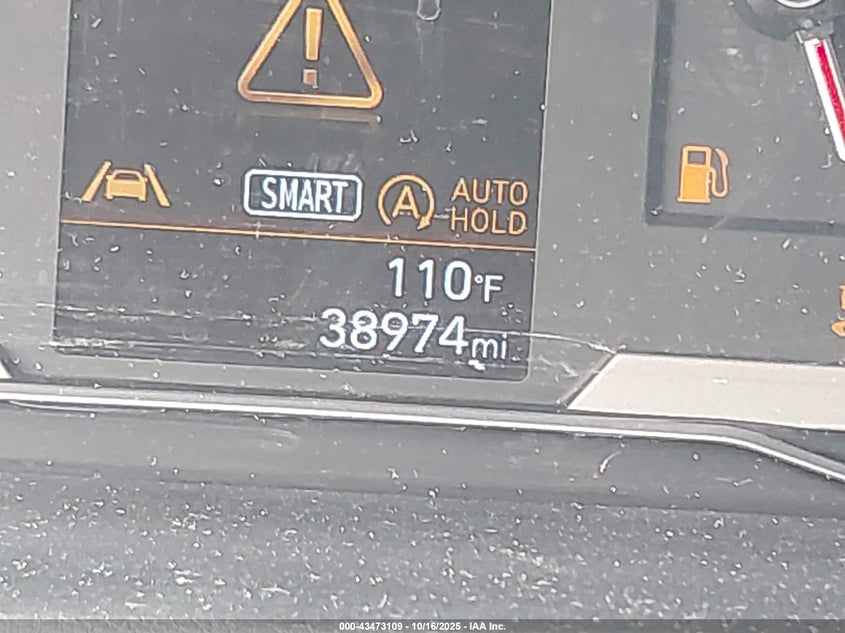 SMART A AUTO
HOLD
110°F
38974mi
000-43473109 - 10/16/2025 - IAA Inc.